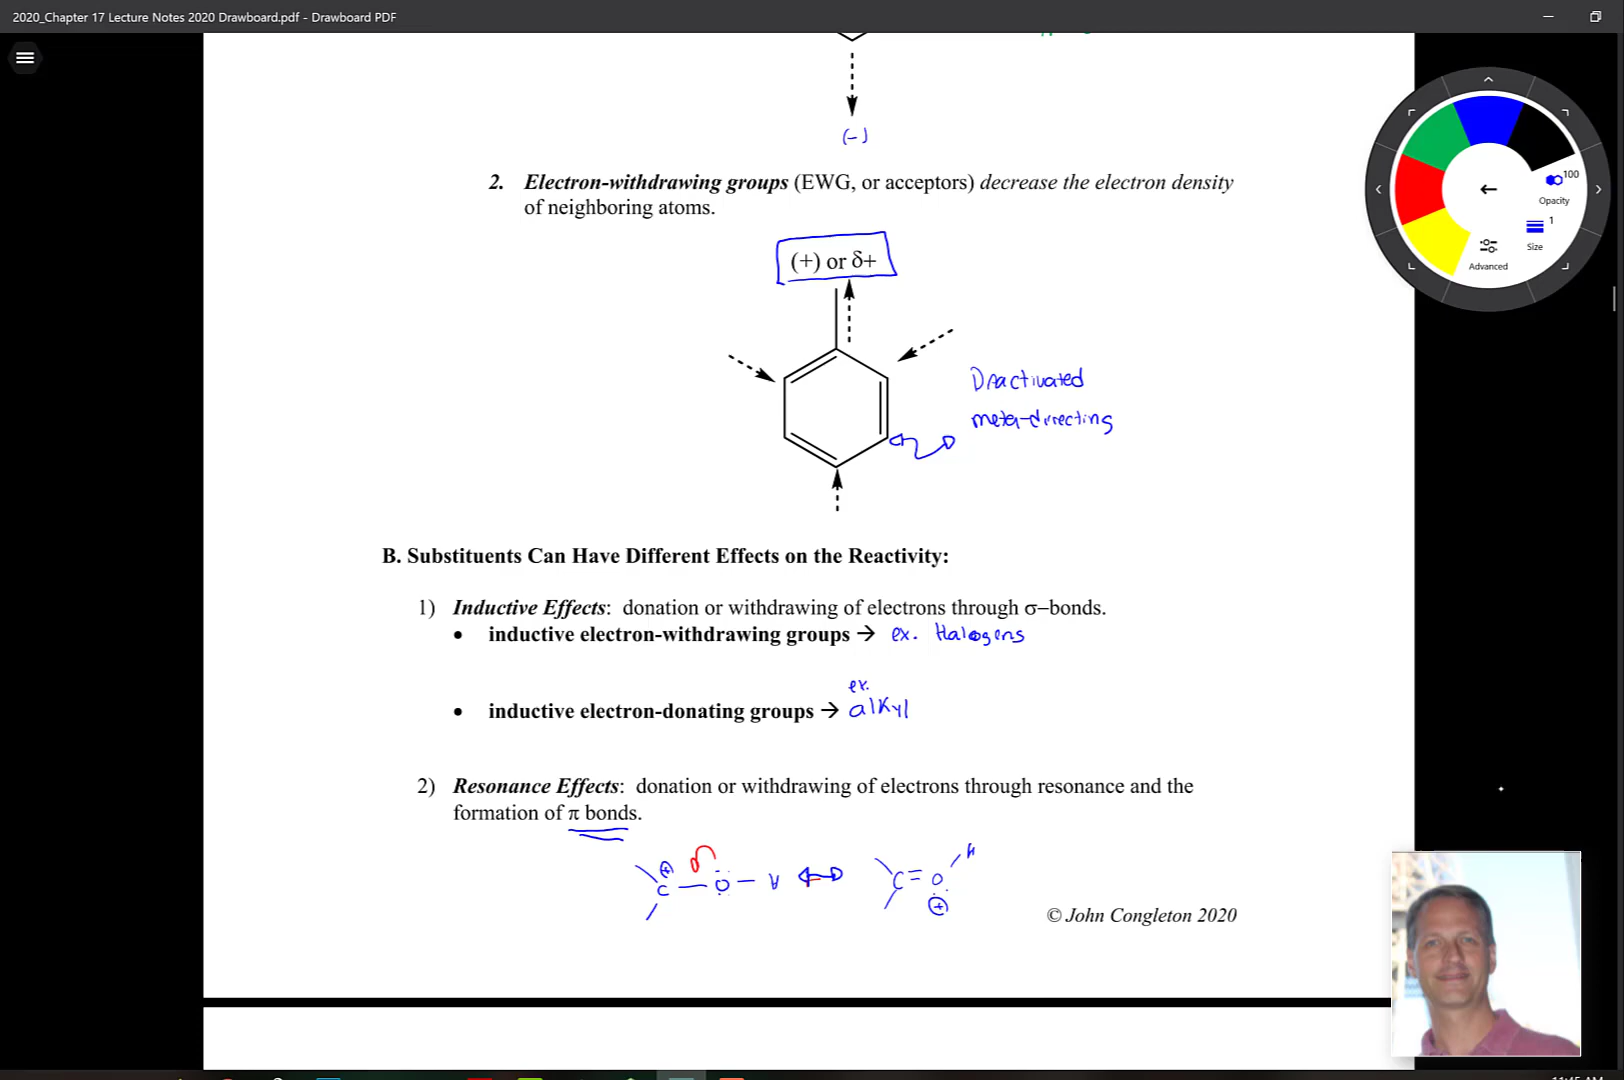 2020_Chapter 17 Lecture Notes 2020 Drawboard.pdf - Drawboard PDF
(-)
100
Opacity
1
Size
Advanced
2. Electron-withdrawing groups (EWG, or acceptors) decrease the electron density
of neighboring atoms.
(+) or δ+
Deactivated
meta-directing
B. Substituents Can Have Different Effects on the Reactivity:
1) Inductive Effects: donation or withdrawing of electrons through σ–bonds.
• inductive electron-withdrawing groups → ex. Halogens
ex.
• inductive electron-donating groups → alkyl
2) Resonance Effects: donation or withdrawing of electrons through resonance and the
formation of π bonds.
H
C — O — H ↔ C = O
+ +
© John Congleton 2020